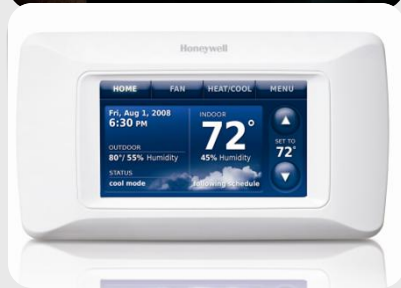 Honeywell
HOME FAN HEAT/COOL MENU
Fri, Aug 1, 2008
6:30 PM
OUTDOOR
80°/ 55% Humidity
STATUS
cool mode
INDOOR
72°
45% Humidity
following schedule
SET TO
72°